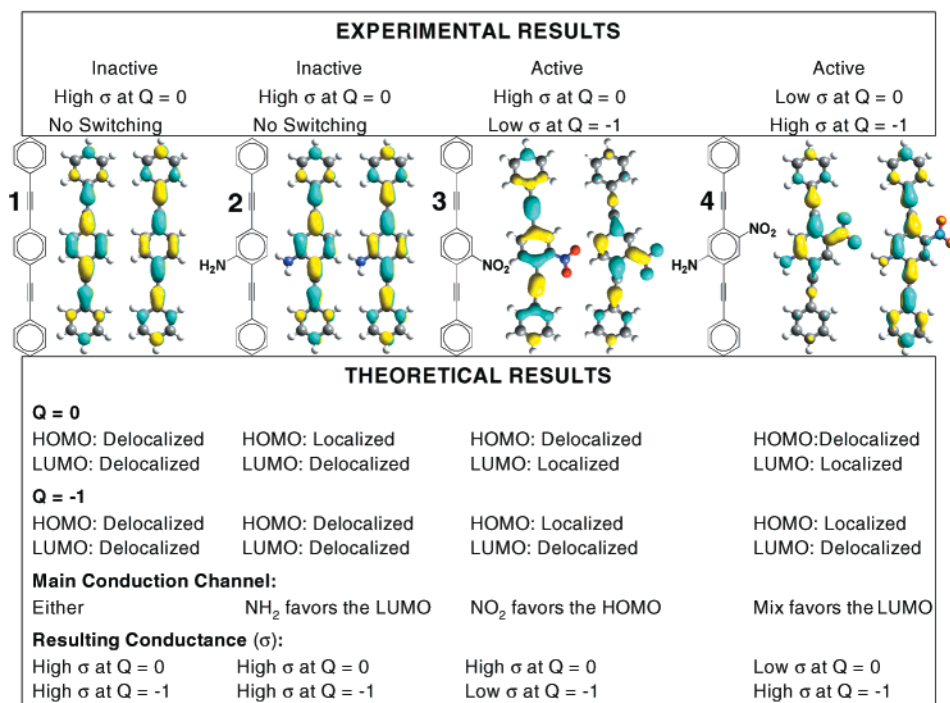 EXPERIMENTAL RESULTS
Inactive Inactive Active Active
High σ at Q = 0 High σ at Q = 0 High σ at Q = 0 Low σ at Q = 0
No Switching No Switching Low σ at Q = -1 High σ at Q = -1
1 2 3 4
NO₂
H₂N NO₂ H₂N
THEORETICAL RESULTS
Q = 0
HOMO: Delocalized HOMO: Localized HOMO: Delocalized HOMO:Delocalized
LUMO: Delocalized LUMO: Delocalized LUMO: Localized LUMO: Localized
Q = -1
HOMO: Delocalized HOMO: Delocalized HOMO: Localized HOMO: Localized
LUMO: Delocalized LUMO: Delocalized LUMO: Delocalized LUMO: Delocalized
Main Conduction Channel:
Either NH₂ favors the LUMO NO₂ favors the HOMO Mix favors the LUMO
Resulting Conductance (σ):
High σ at Q = 0 High σ at Q = 0 High σ at Q = 0 Low σ at Q = 0
High σ at Q = -1 High σ at Q = -1 Low σ at Q = -1 High σ at Q = -1